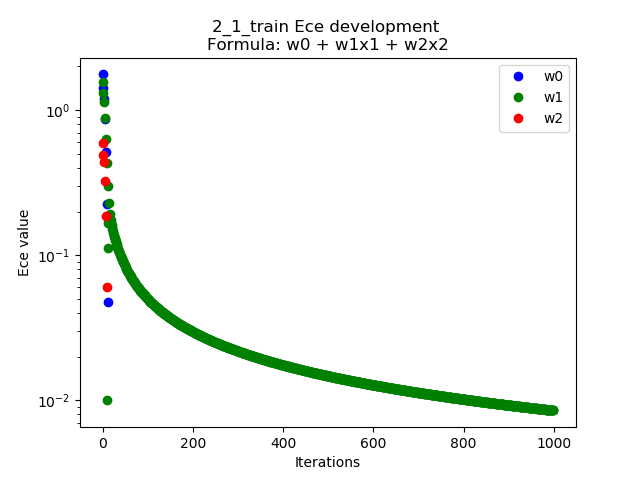 2_1_train Ece development
Formula: w0 + w1x1 + w2x2
w0
w1
w2
Ece value
10⁰
10⁻¹
10⁻²
0
200
400
600
800
1000
Iterations